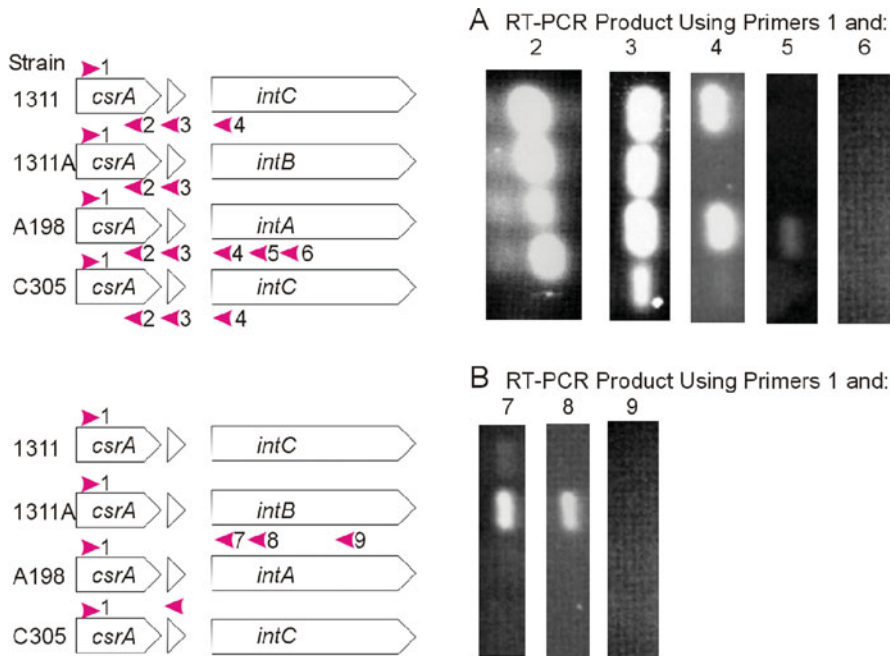 A RT-PCR Product Using Primers 1 and:
2 3 4 5 6
Strain
1
1311 csrA intC
2 3 4
1
1311A csrA intB
2 3
1
A198 csrA intA
2 3 4 5 6
1
C305 csrA intC
2 3 4
B RT-PCR Product Using Primers 1 and:
7 8 9
1
1311 csrA intC
1
1311A csrA intB
7 8 9
1
A198 csrA intA
1
C305 csrA intC